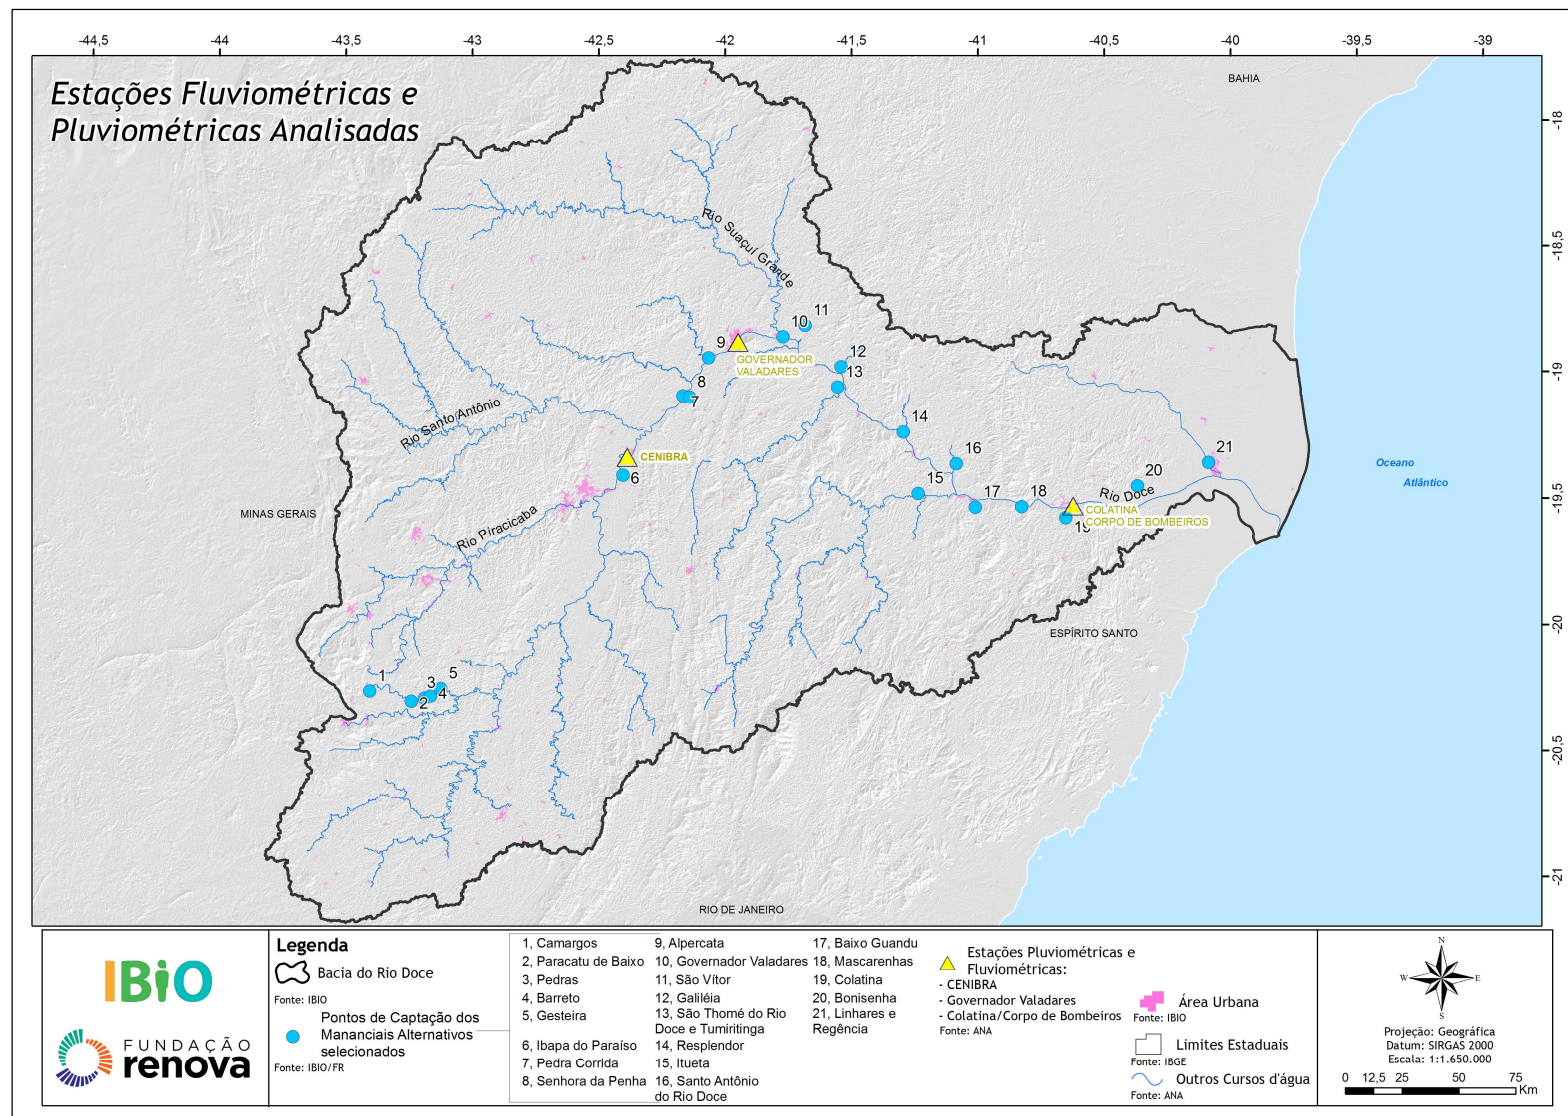 -44,5 -44 -43,5 -43 -42,5 -42 -41,5 -41 -40,5 -40 -39,5 -39
Estações Fluviométricas e
Pluviométricas Analisadas
BAHIA
-18
-18,5
-19
-19,5
-20
-20,5
-21
Rio Suaçuí Grande
11
10
9
GOVERNADOR
VALADARES
12
13
8
7
Rio Santo Antônio
14
CENIBRA
6
16
15
21
20
Oceano
Atlântico
17
18
Rio Doce
COLATINA
CORPO DE BOMBEIROS
19
MINAS GERAIS
Rio Piracicaba
ESPÍRITO SANTO
1
5
3
4
2
RIO DE JANEIRO
IBiO
FUNDAÇÃO
renova
Legenda
Bacia do Rio Doce
Fonte: IBIO
Pontos de Captação dos
Mananciais Alternativos
selecionados
Fonte: IBIO/FR
1, Camargos
2, Paracatu de Baixo
3, Pedras
4, Barreto
5, Gesteira
6, Ibapa do Paraíso
7, Pedra Corrida
8, Senhora da Penha
9, Alpercata
10, Governador Valadares
11, São Vítor
12, Galiléia
13, São Thomé do Rio
Doce e Tumiritinga
14, Resplendor
15, Itueta
16, Santo Antônio
do Rio Doce
17, Baixo Guandu
18, Mascarenhas
19, Colatina
20, Bonisenha
21, Linhares e
Regência
Estações Pluviométricas e
Fluviométricas:
- CENIBRA
- Governador Valadares
- Colatina/Corpo de Bombeiros
Fonte: ANA
Área Urbana
Fonte: IBIO
Limites Estaduais
Fonte: IBGE
Outros Cursos d'água
Fonte: ANA
N
W E
S
Projeção: Geográfica
Datum: SIRGAS 2000
Escala: 1:1.650.000
0 12,5 25 50 75
Km